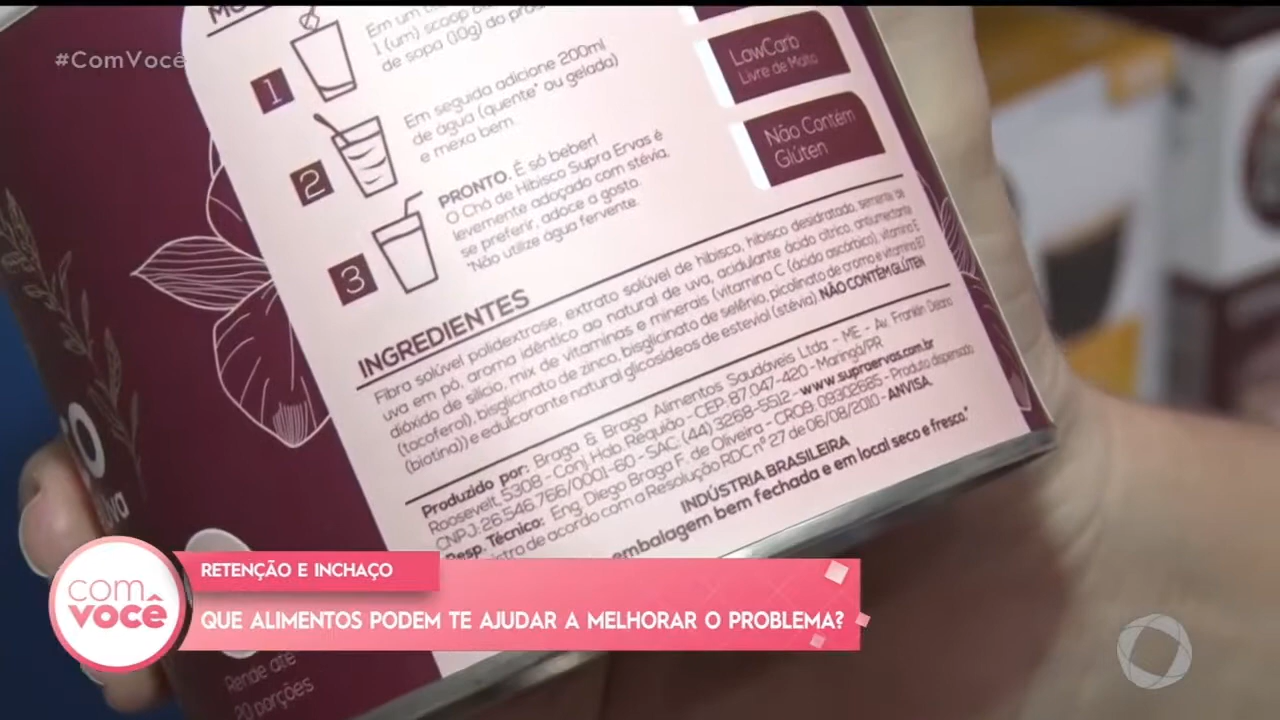 #ComVocê
1
Em um
1 (um) scoop
de sopa (10g) do
2
Em seguida adicione 200ml
de água (quente* ou gelada)
e mexa bem.
3
PRONTO. É só beber!
O Chá de Hibisco Supra Ervas é
levemente adoçado com stévia,
se preferir, adoce a gosto.
*Não utilize água fervente.
LowCarb
Livre de Malto
Não Contém
Glúten
INGREDIENTES
Fibra solúvel polidextrose, extrato solúvel de hibisco, hibisco desidratado, semente de
uva em pó, aroma idêntico ao natural de uva, acidulante ácido cítrico, antiumectante
dióxido de silício, mix de vitaminas e minerais (vitamina C (ácido ascórbico), vitamina E
(tocoferol), bisglicinato de zinco, bisglicinato de selênio, picolinato de cromo e vitamina B7
(biotina)) e edulcorante natural glicosídeos de esteviol (stévia). NÃO CONTÉM GLÚTEN
Produzido por: Braga & Braga Alimentos Saudáveis Ltda - ME - Av. Franklin Delano
Roosevelt, 5308 - Conj. Hab. Requião - CEP: 87.047-420 - Maringá/PR
CNPJ: 26.546.766/0001-60 - SAC: (44) 3268-5512 - www.supraervas.com.br
Resp. Técnico: Eng. Diego Braga F. de Oliveira - CRQ9: 09302685 - Produto dispensado
de acordo com a Resolução RDC nº 27 de 06/08/2010 - ANVISA.
INDÚSTRIA BRASILEIRA
embalagem bem fechada e em local seco e fresco."
Rende até
20 porções
com
você
RETENÇÃO E INCHAÇO
QUE ALIMENTOS PODEM TE AJUDAR A MELHORAR O PROBLEMA?